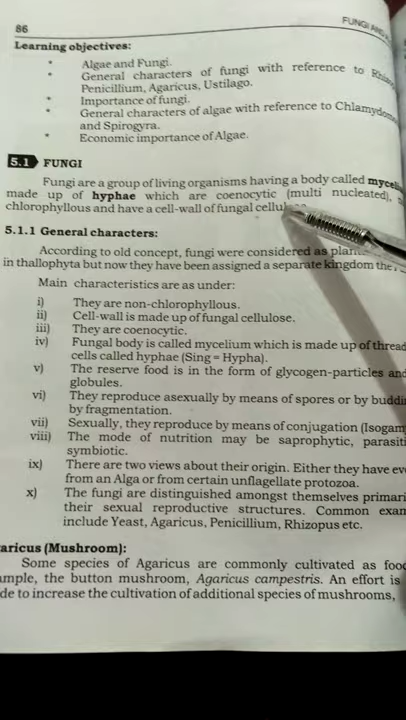 86
FUNGI AND
Learning objectives:
* Algae and Fungi.
* General characters of fungi with reference to
Penicillium, Agaricus, Ustilago.
* Importance of fungi.
* General characters of algae with reference to
and Spirogyra.
* Economic importance of Algae.
5.1 FUNGI
Fungi are a group of living organisms having a body called
made up of hyphae which are coenocytic (multi nucleated),
chlorophyllous and have a cell-wall of fungal
5.1.1 General characters:
According to old concept, fungi were considered as
in thallophyta but now they have been assigned a separate kingdom
Main characteristics are as under:
i) They are non-chlorophyllous.
ii) Cell-wall is made up of fungal cellulose.
iii) They are coenocytic.
iv) Fungal body is called mycelium which is made up of thread
cells called hyphae (Sing = Hypha).
v) The reserve food is in the form of glycogen-particles and
globules.
vi) They reproduce asexually by means of spores or by
by fragmentation.
vii) Sexually, they reproduce by means of conjugation
viii) The mode of nutrition may be saprophytic,
symbiotic.
ix) There are two views about their origin. Either they have
from an Alga or from certain unflagellate protozoa.
x) The fungi are distinguished amongst themselves
their sexual reproductive structures. Common
include Yeast, Agaricus, Penicillium, Rhizopus etc.
(Mushroom):
Some species of Agaricus are commonly cultivated as
the button mushroom, Agaricus campestris. An effort is
to increase the cultivation of additional species of mushrooms,